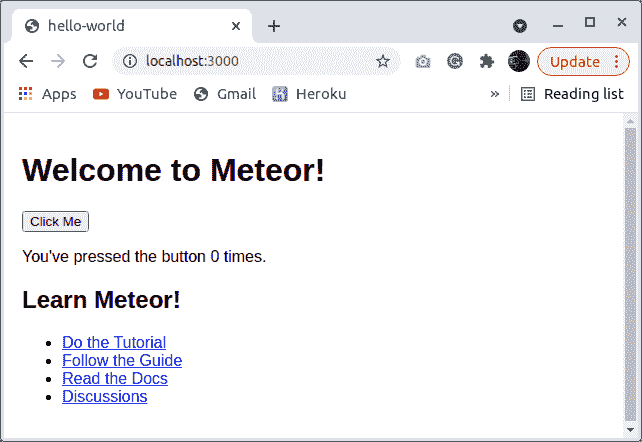 hello-world
localhost:3000
Update
Apps
YouTube
Gmail
Heroku
»
Reading list
Welcome to Meteor!
Click Me
You've pressed the button 0 times.
Learn Meteor!
Do the Tutorial
Follow the Guide
Read the Docs
Discussions